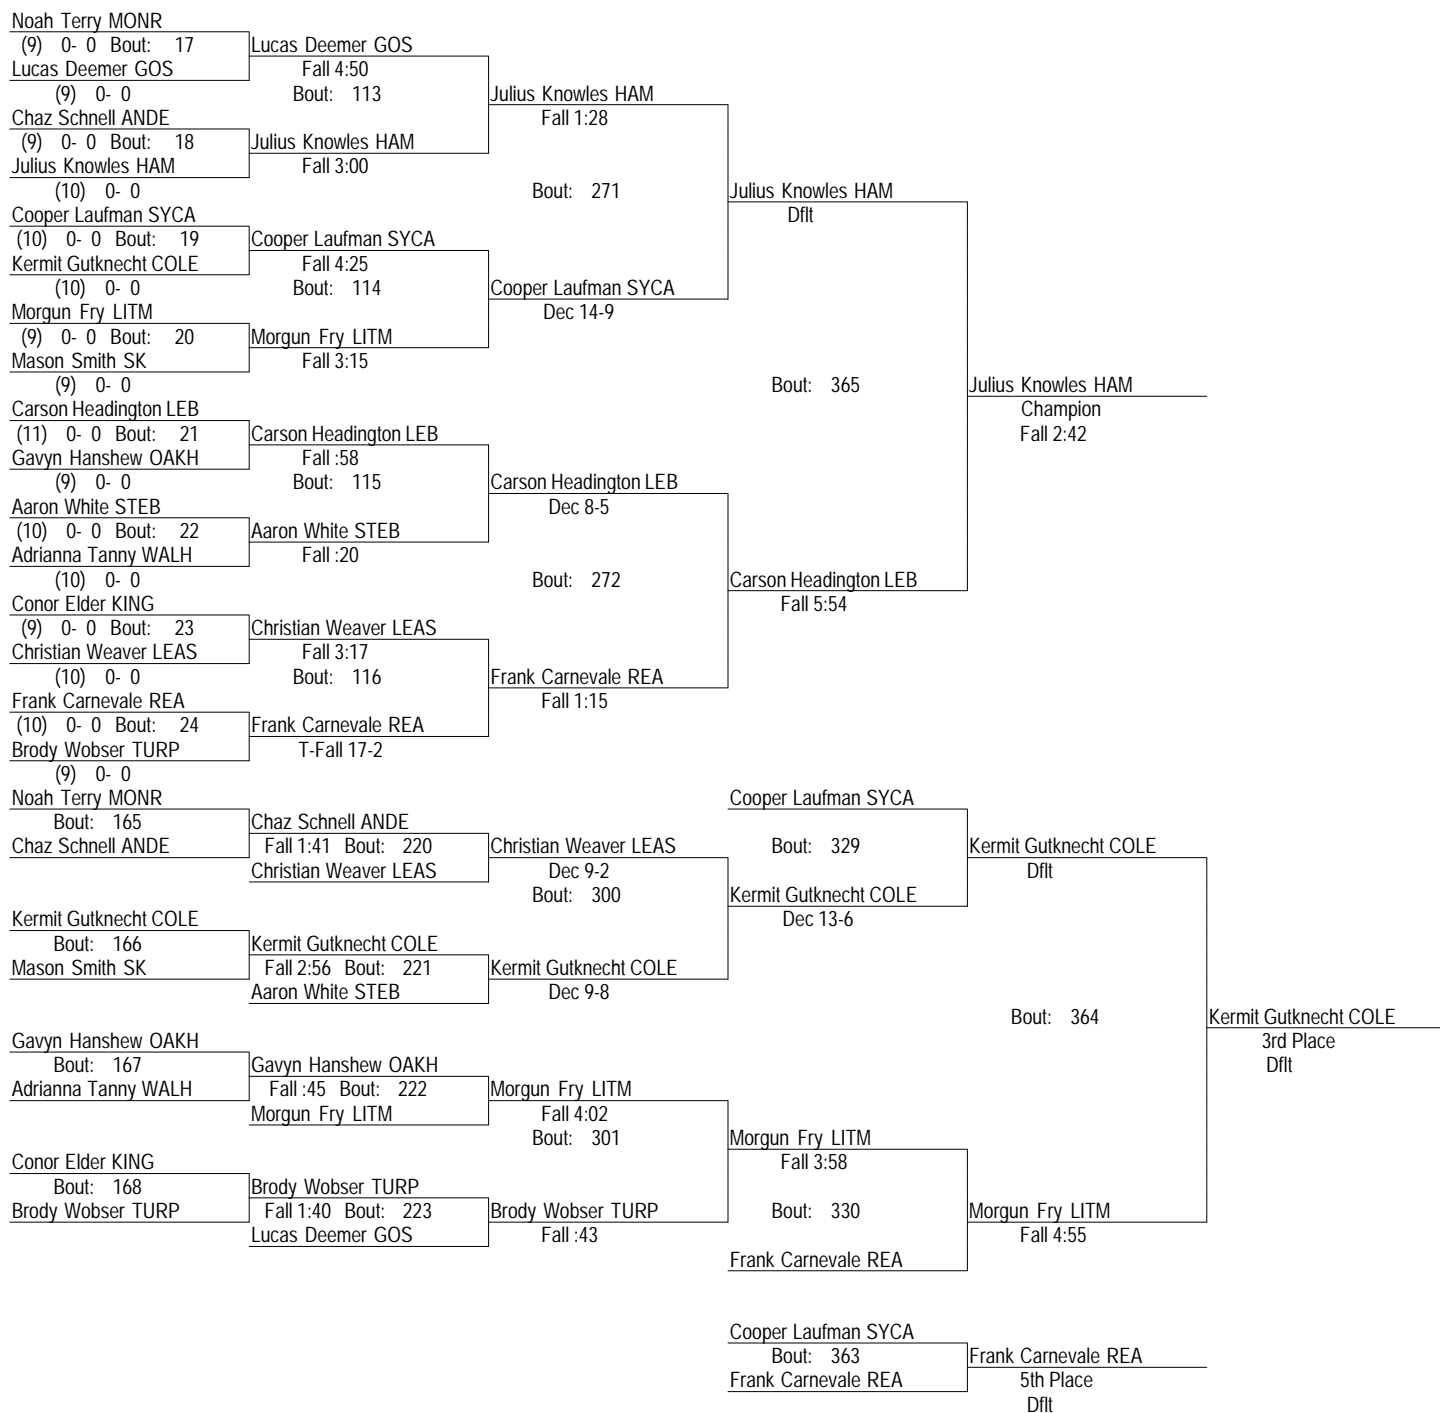 Noah Terry MONR
(9) 0- 0 Bout: 17 Lucas Deemer GOS
Lucas Deemer GOS Fall 4:50
(9) 0- 0 Bout: 113 Julius Knowles HAM
Chaz Schnell ANDE Fall 1:28
(9) 0- 0 Bout: 18 Julius Knowles HAM
Julius Knowles HAM Fall 3:00
(10) 0- 0 Bout: 271 Julius Knowles HAM
Cooper Laufman SYCA Dflt
(10) 0- 0 Bout: 19 Cooper Laufman SYCA
Kermit Gutknecht COLE Fall 4:25
(10) 0- 0 Bout: 114 Cooper Laufman SYCA
Morgun Fry LITM Dec 14-9
(9) 0- 0 Bout: 20 Morgun Fry LITM
Mason Smith SK Fall 3:15
(9) 0- 0 Bout: 365 Julius Knowles HAM
Carson Headington LEB Champion
(11) 0- 0 Bout: 21 Carson Headington LEB Fall 2:42
Gavyn Hanshew OAKH Fall :58
(9) 0- 0 Bout: 115 Carson Headington LEB
Aaron White STEB Dec 8-5
(10) 0- 0 Bout: 22 Aaron White STEB
Adrianna Tanny WALH Fall :20
(10) 0- 0 Bout: 272 Carson Headington LEB
Conor Elder KING Fall 5:54
(9) 0- 0 Bout: 23 Christian Weaver LEAS
Christian Weaver LEAS Fall 3:17
(10) 0- 0 Bout: 116 Frank Carnevale REA
Frank Carnevale REA Fall 1:15
(10) 0- 0 Bout: 24 Frank Carnevale REA
Brody Wobser TURP T-Fall 17-2
(9) 0- 0
Noah Terry MONR Cooper Laufman SYCA
Bout: 165 Chaz Schnell ANDE
Chaz Schnell ANDE Fall 1:41 Bout: 220 Christian Weaver LEAS Bout: 329 Kermit Gutknecht COLE
Christian Weaver LEAS Dec 9-2 Dflt
Bout: 300 Kermit Gutknecht COLE
Kermit Gutknecht COLE Dec 13-6
Bout: 166 Kermit Gutknecht COLE
Mason Smith SK Fall 2:56 Bout: 221 Kermit Gutknecht COLE
Aaron White STEB Dec 9-8
Bout: 364 Kermit Gutknecht COLE
Gavyn Hanshew OAKH 3rd Place
Bout: 167 Gavyn Hanshew OAKH Dflt
Adrianna Tanny WALH Fall :45 Bout: 222 Morgun Fry LITM
Morgun Fry LITM Fall 4:02
Bout: 301 Morgun Fry LITM
Conor Elder KING Fall 3:58
Bout: 168 Brody Wobser TURP
Brody Wobser TURP Fall 1:40 Bout: 223 Brody Wobser TURP Bout: 330 Morgun Fry LITM
Lucas Deemer GOS Fall :43 Fall 4:55
Frank Carnevale REA
Cooper Laufman SYCA
Bout: 363 Frank Carnevale REA
Frank Carnevale REA 5th Place
Dflt